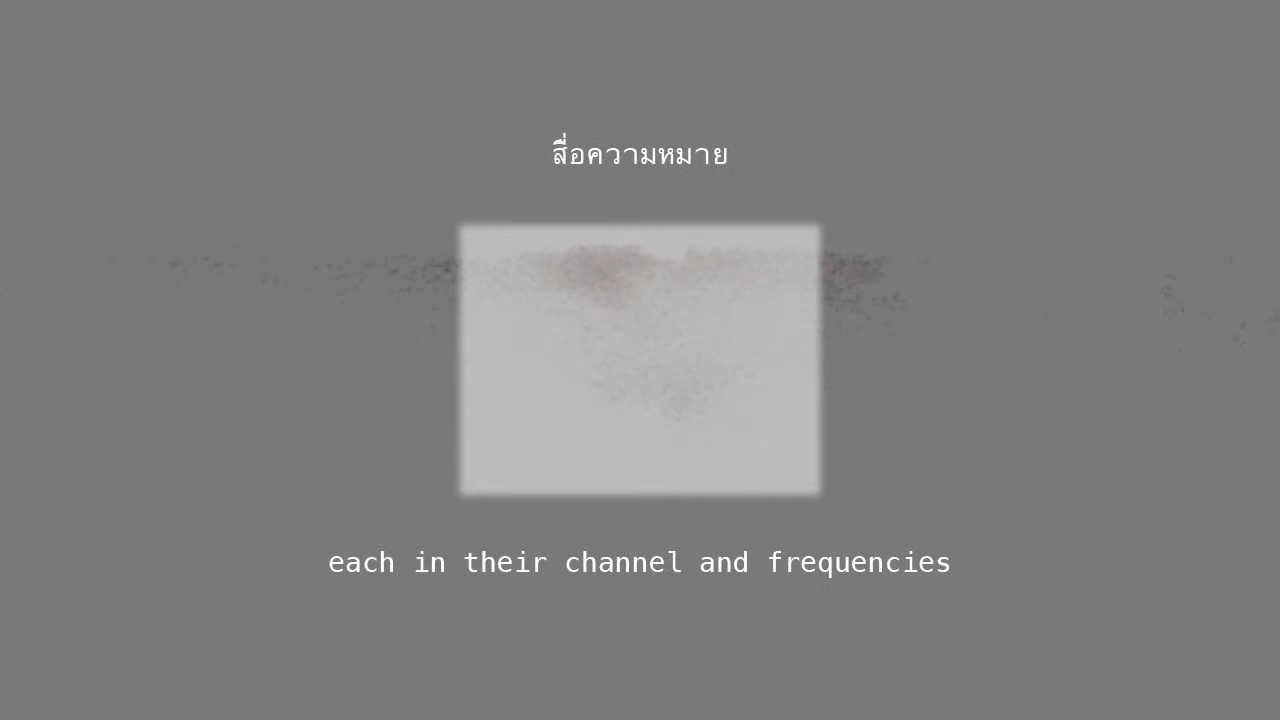 สื่อความหมาย
each in their channel and frequencies